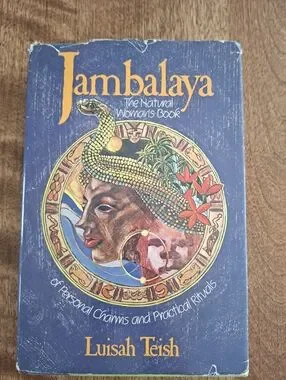 Jambalaya
The Natural
Woman's Book
of Personal Charms and Practical Rituals
Luisah Teish